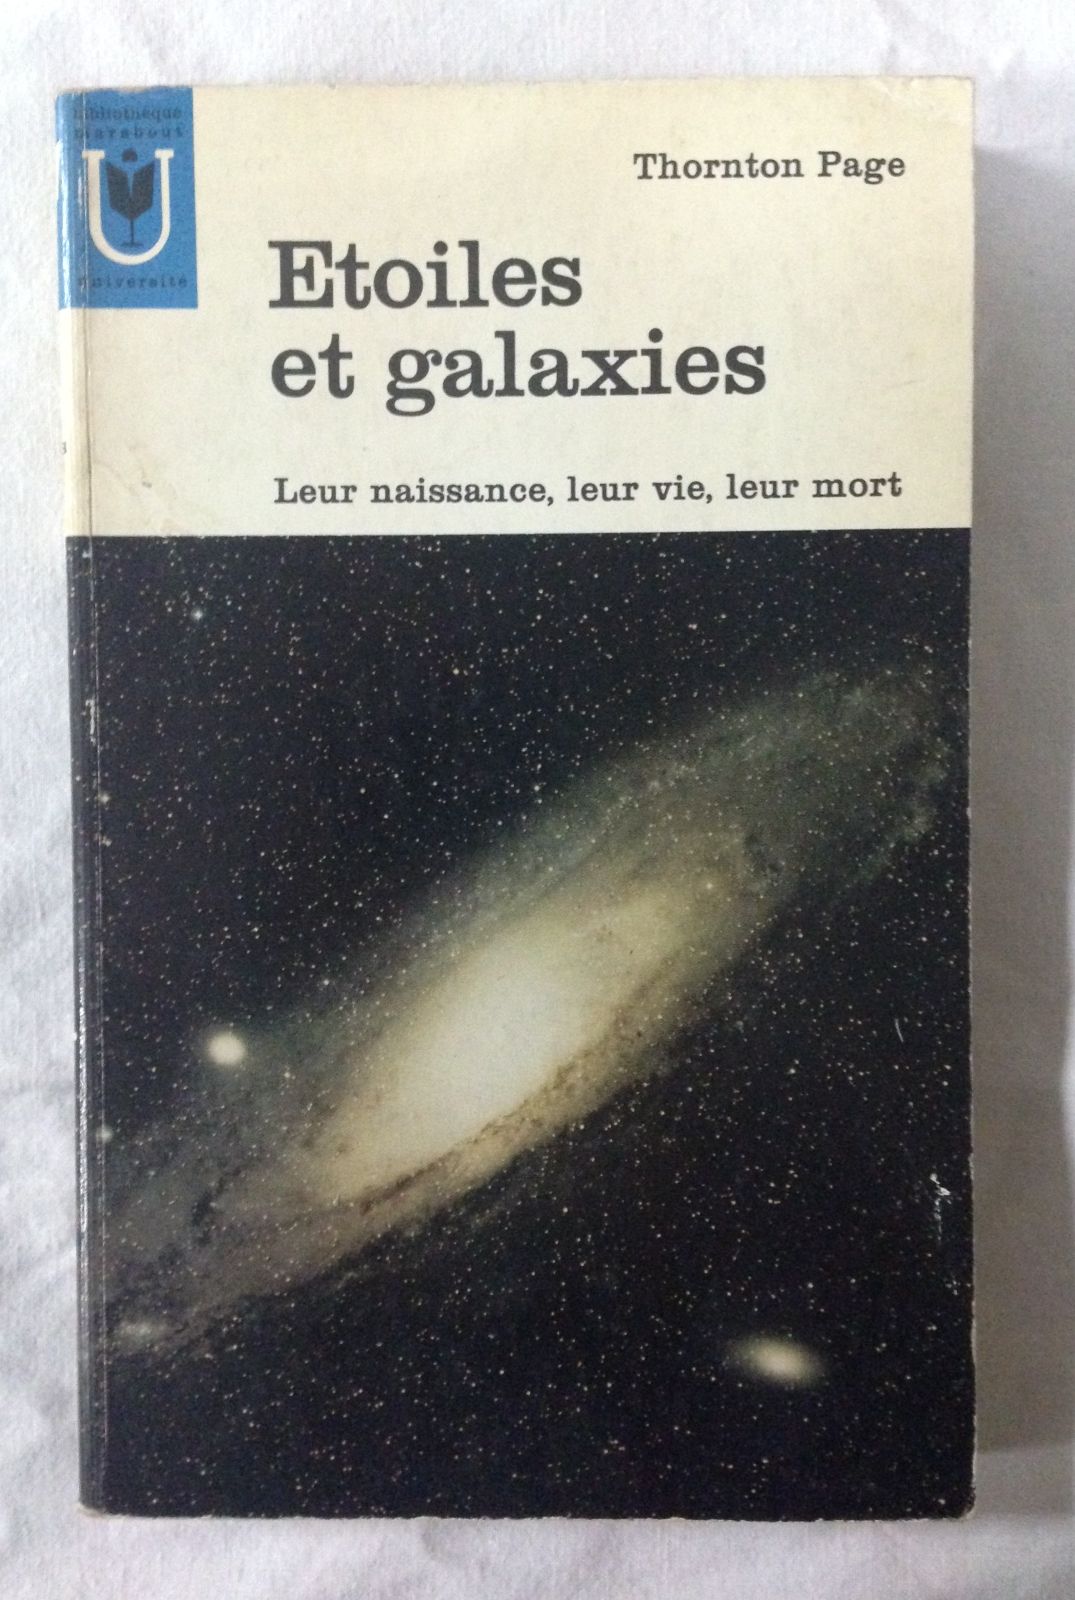 bibliothèque
marabout
université
Thornton Page
Etoiles
et galaxies
Leur naissance, leur vie, leur mort